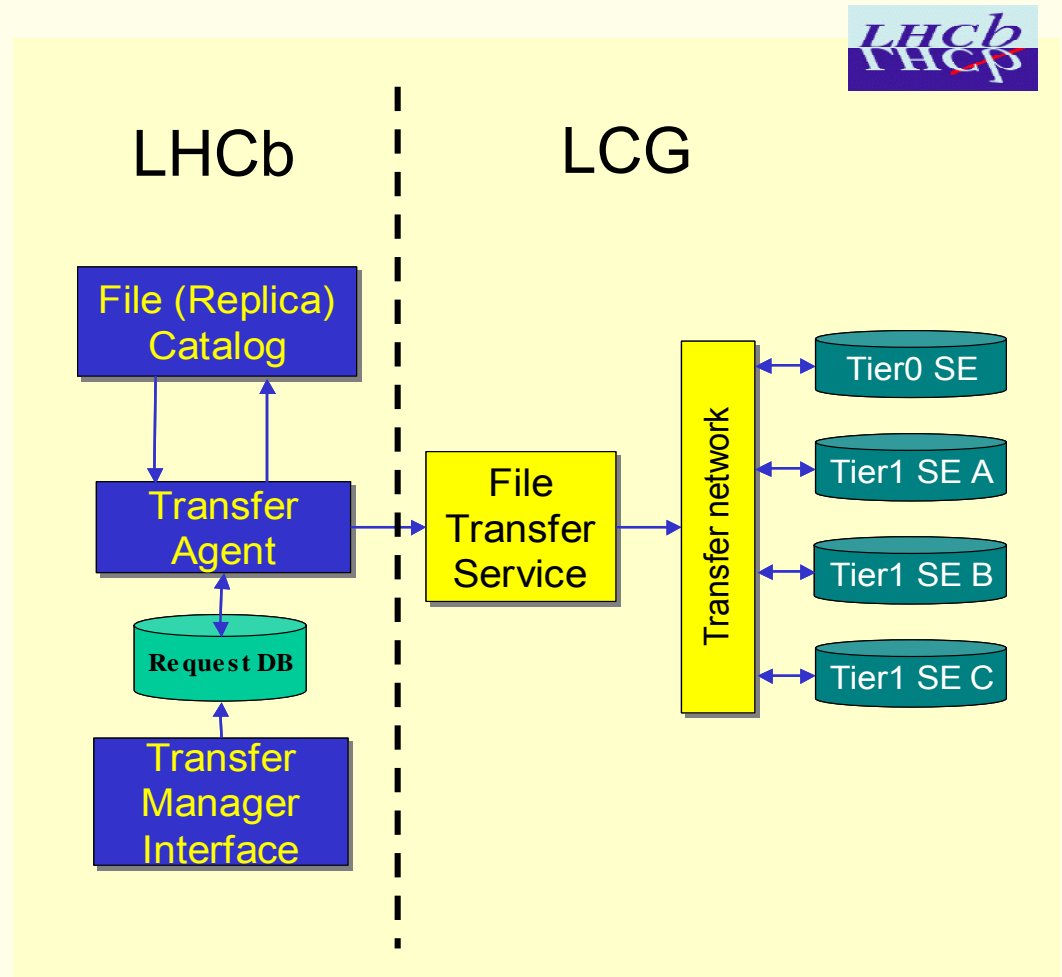 LHCb
LHCb
LHCb
LCG
File (Replica)
Catalog
Transfer
Agent
Request DB
Transfer
Manager
Interface
File
Transfer
Service
Transfer network
Tier0 SE
Tier1 SE A
Tier1 SE B
Tier1 SE C